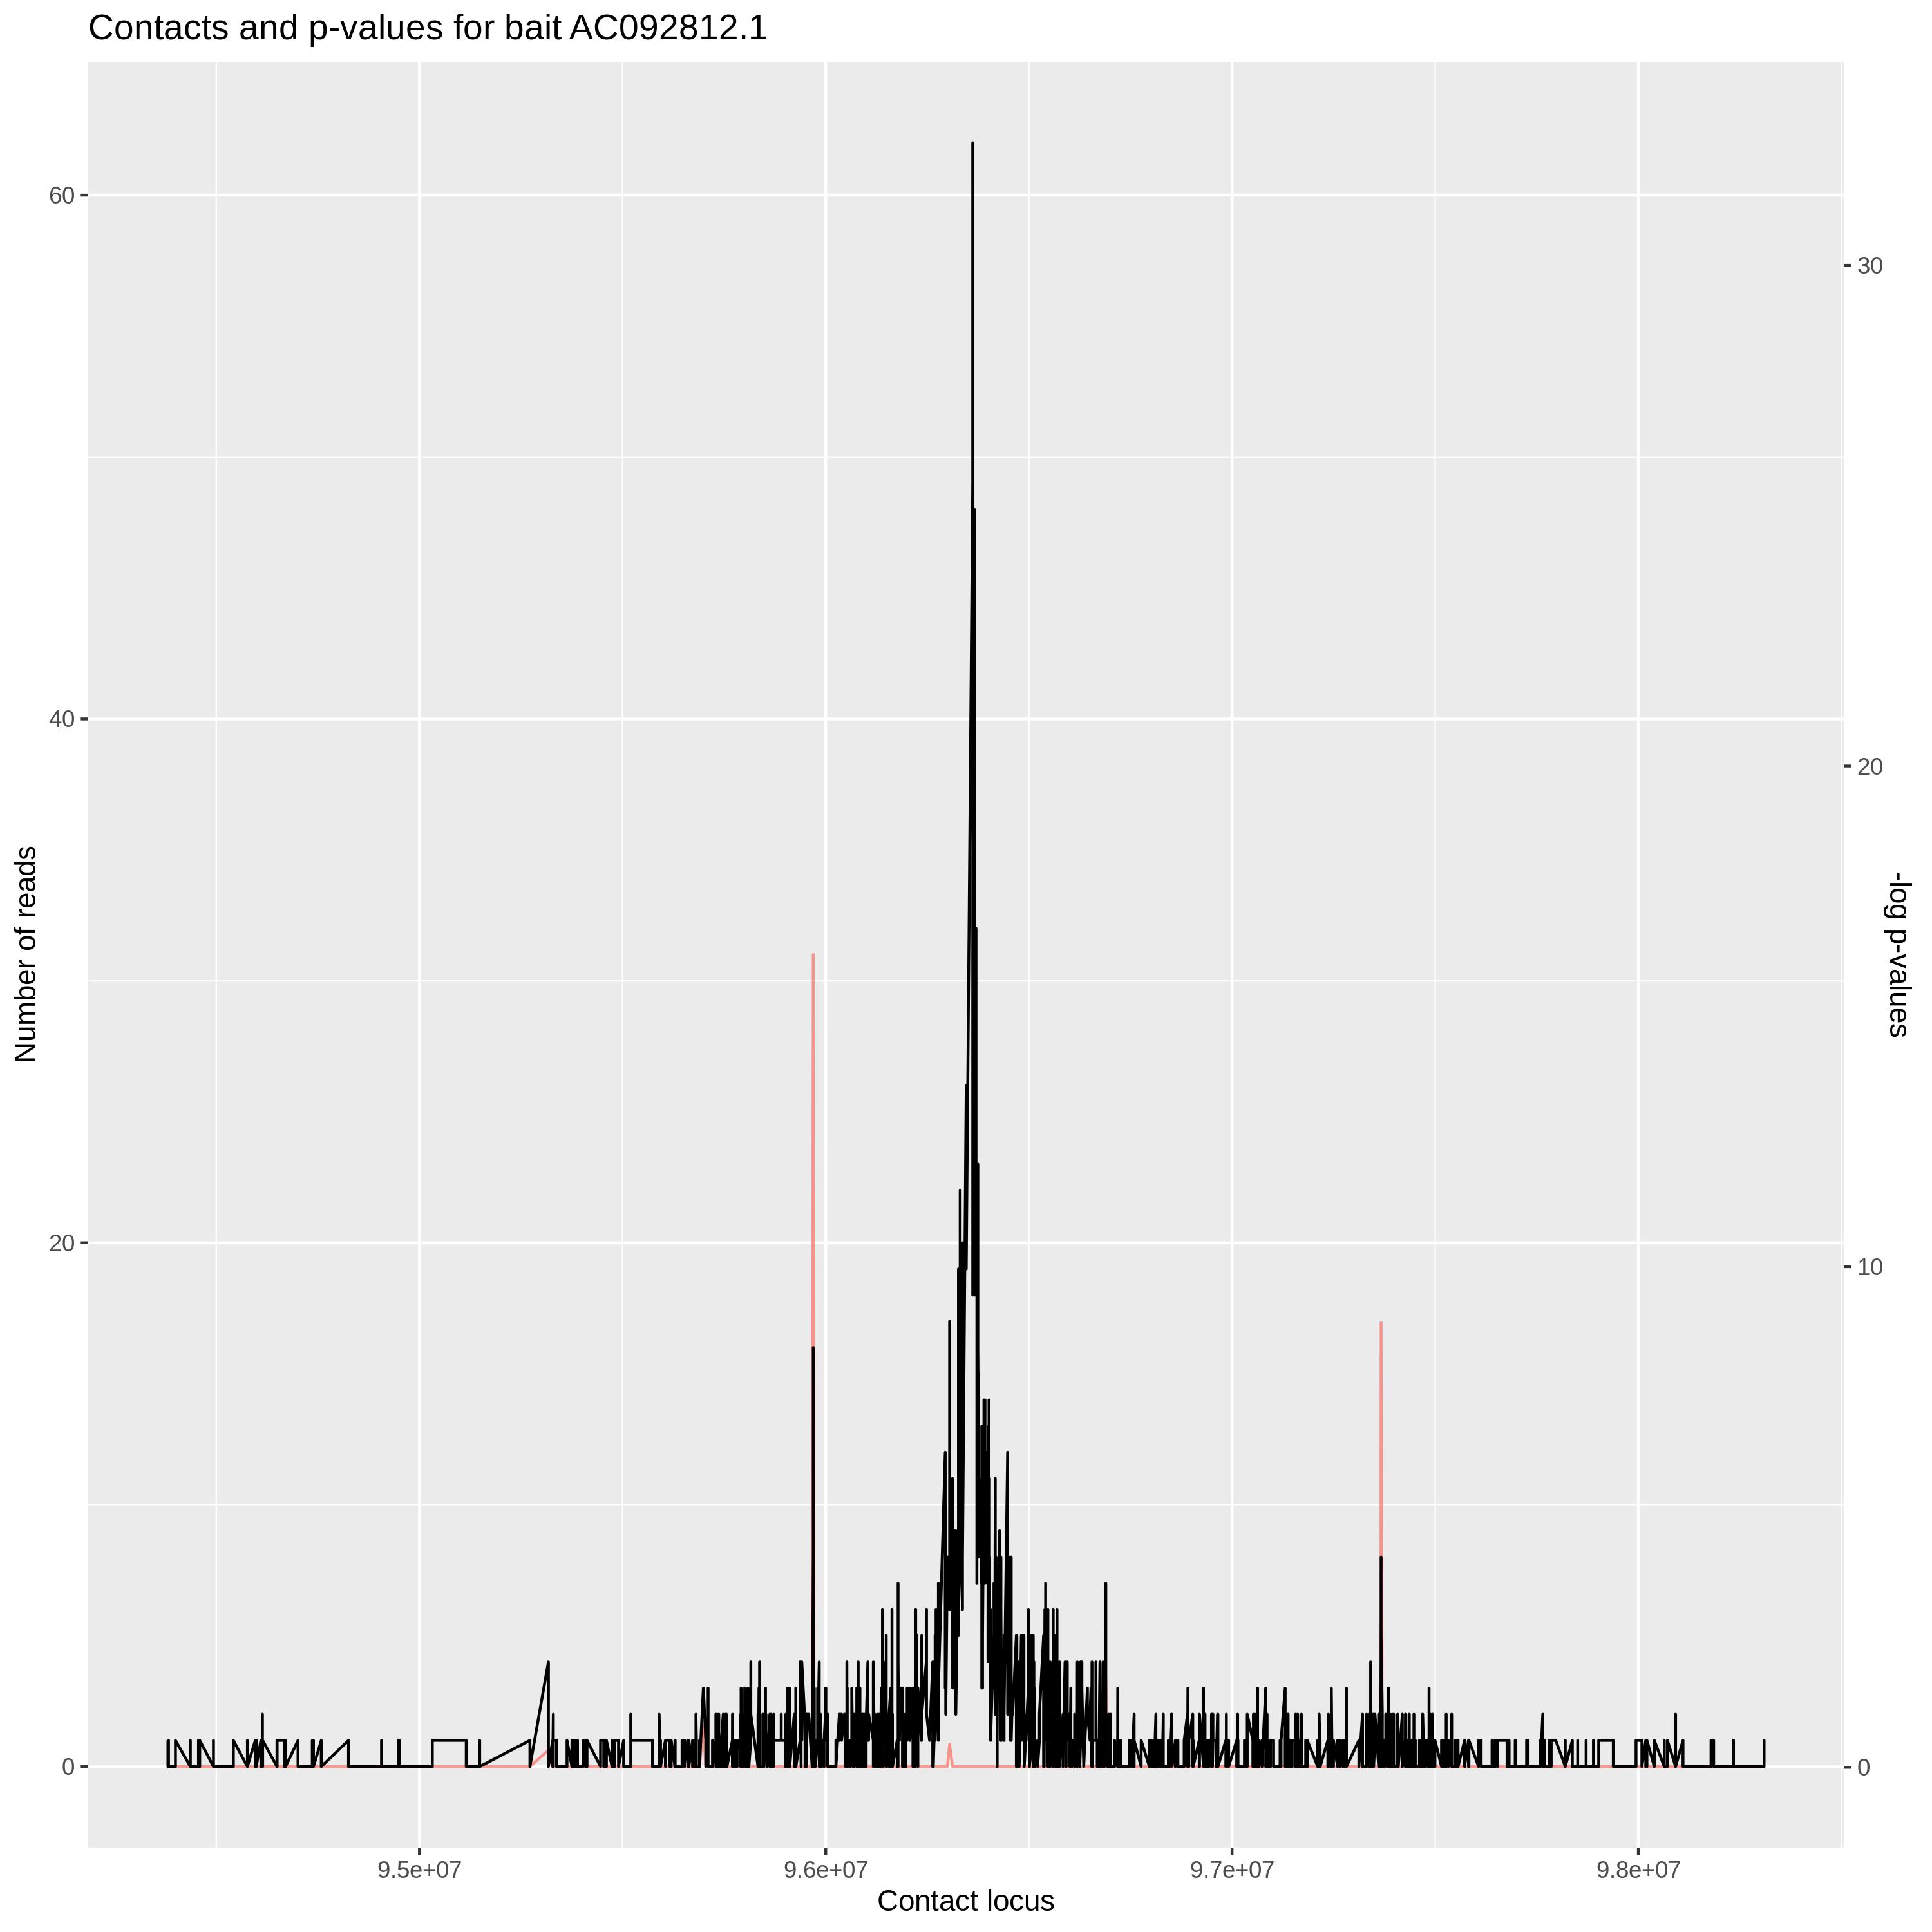 Contacts and p-values for bait AC092812.1
60
40
20
0
30
20
10
0
Number of reads
-log p-values
9.5e+07 9.6e+07 9.7e+07 9.8e+07
Contact locus